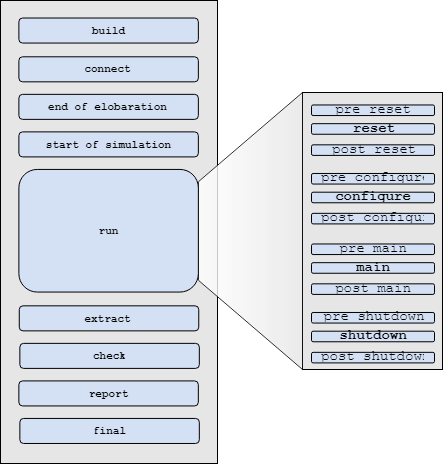 build
connect
end of elobaration
start of simulation
run
extract
check
report
final
pre reset
reset
post reset
pre configure
configure
post configu
pre main
main
post main
pre shutdown
shutdown
post shutdow